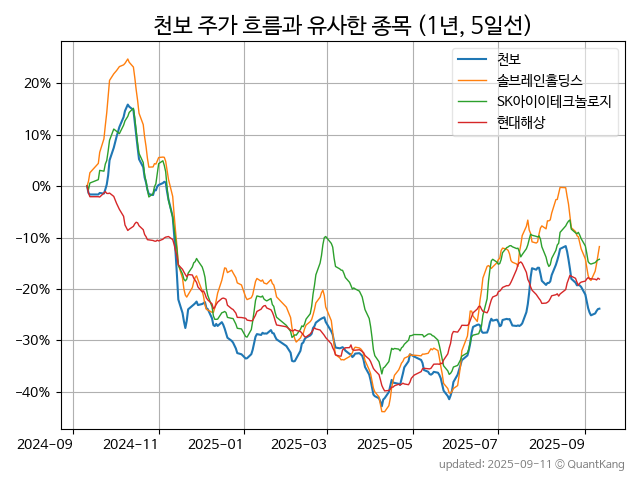 천보 주가 흐름과 유사한 종목 (1년, 5일선)
천보
솔브레인홀딩스
SK아이이테크놀로지
현대해상
20%
10%
0%
−10%
−20%
−30%
−40%
2024-09 2024-11 2025-01 2025-03 2025-05 2025-07 2025-09
updated: 2025-09-11 © QuantKang